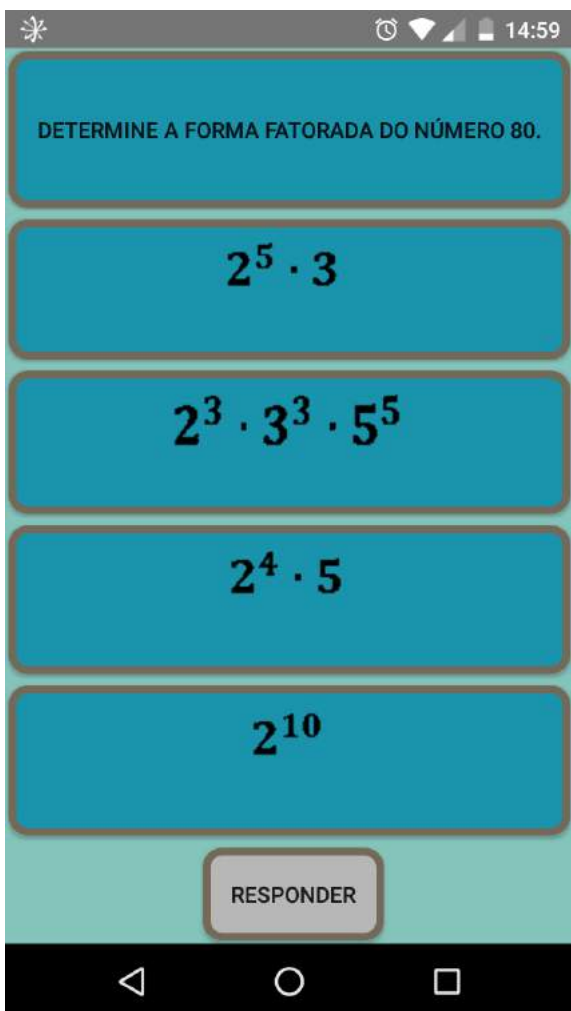 14:59
DETERMINE A FORMA FATORADA DO NÚMERO 80.
2⁵ · 3
2³ · 3³ · 5⁵
2⁴ · 5
2¹⁰
RESPONDER